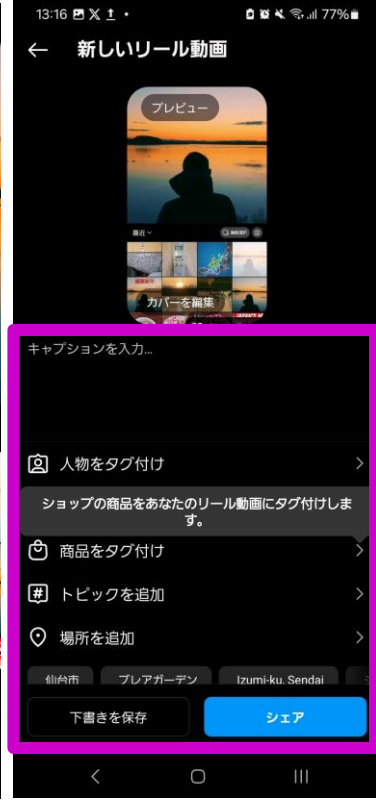 13:16 77%
新しいリール動画
プレビュー
最近
カバーを編集
キャプションを入力...
人物をタグ付け
ショップの商品をあなたのリール動画にタグ付けしま
す。
商品をタグ付け
# トピックを追加
場所を追加
仙台市 ブレアガーデン Izumi-ku, Sendai
下書きを保存 シェア